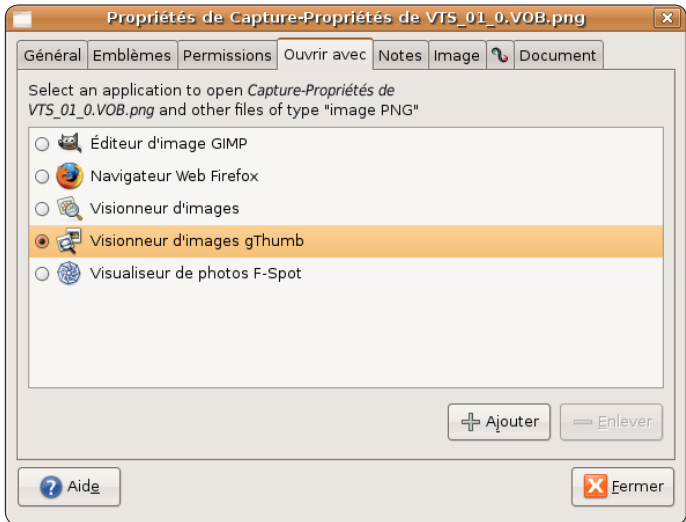 Propriétés de Capture-Propriétés de VTS_01_0.VOB.png
Général Emblèmes Permissions Ouvrir avec Notes Image Document
Select an application to open Capture-Propriétés de
VTS_01_0.VOB.png and other files of type "image PNG"
Éditeur d'image GIMP
Navigateur Web Firefox
Visionneur d'images
Visionneur d'images gThumb
Visualiseur de photos F-Spot
Ajouter Enlever
Aide Fermer